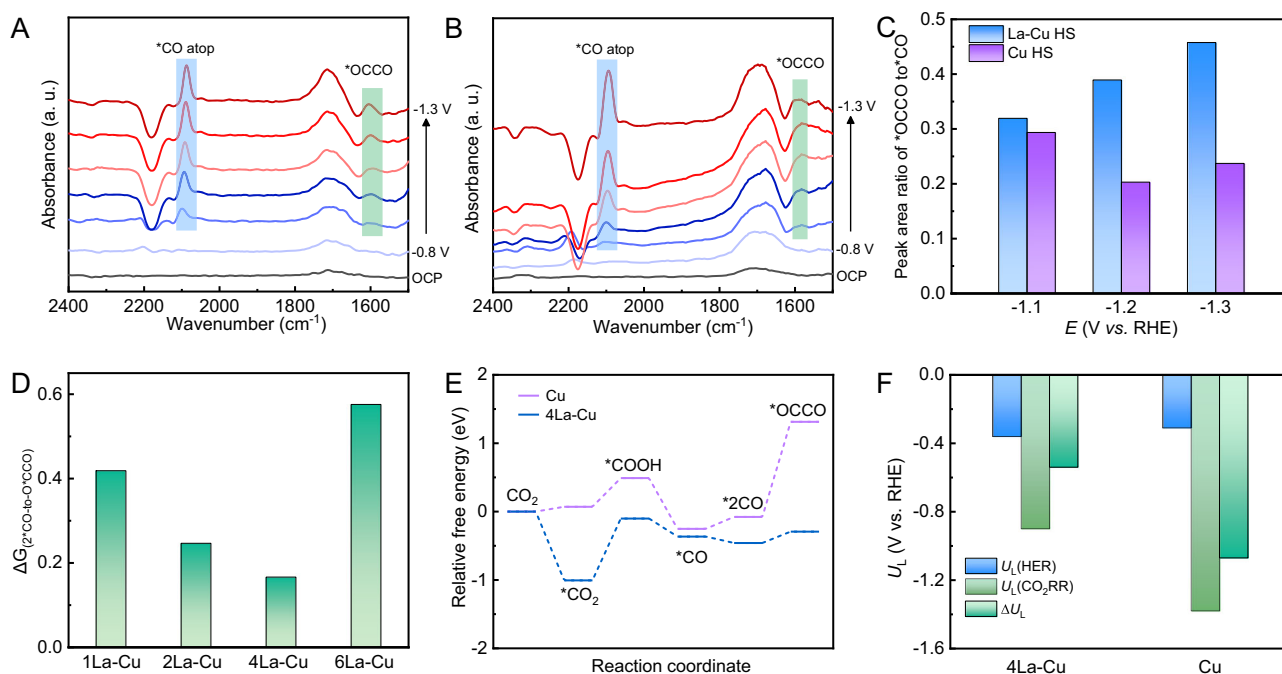 A
*CO atop
*OCCO
-1.3 V
-0.8 V
OCP
Absorbance (a. u.)
2400 2200 2000 1800 1600
Wavenumber (cm⁻¹)
B
*CO atop
*OCCO
-1.3 V
-0.8 V
OCP
Absorbance (a. u.)
2400 2200 2000 1800 1600
Wavenumber (cm⁻¹)
C
La-Cu HS
Cu HS
Peak area ratio of *OCCO to*CO
0.5
0.4
0.3
0.2
0.1
0.0
-1.1 -1.2 -1.3
E (V vs. RHE)
D
ΔG(2*CO-to-O*CCO)
0.6
0.4
0.2
0.0
1La-Cu 2La-Cu 4La-Cu 6La-Cu
E
Cu
4La-Cu
Relative free energy (eV)
2
1
0
-1
-2
CO₂
*CO₂
*COOH
*CO
*2CO
*OCCO
Reaction coordinate
F
U_L (V vs. RHE)
-0.0
-0.4
-0.8
-1.2
-1.6
U_L(HER)
U_L(CO₂RR)
ΔU_L
4La-Cu Cu